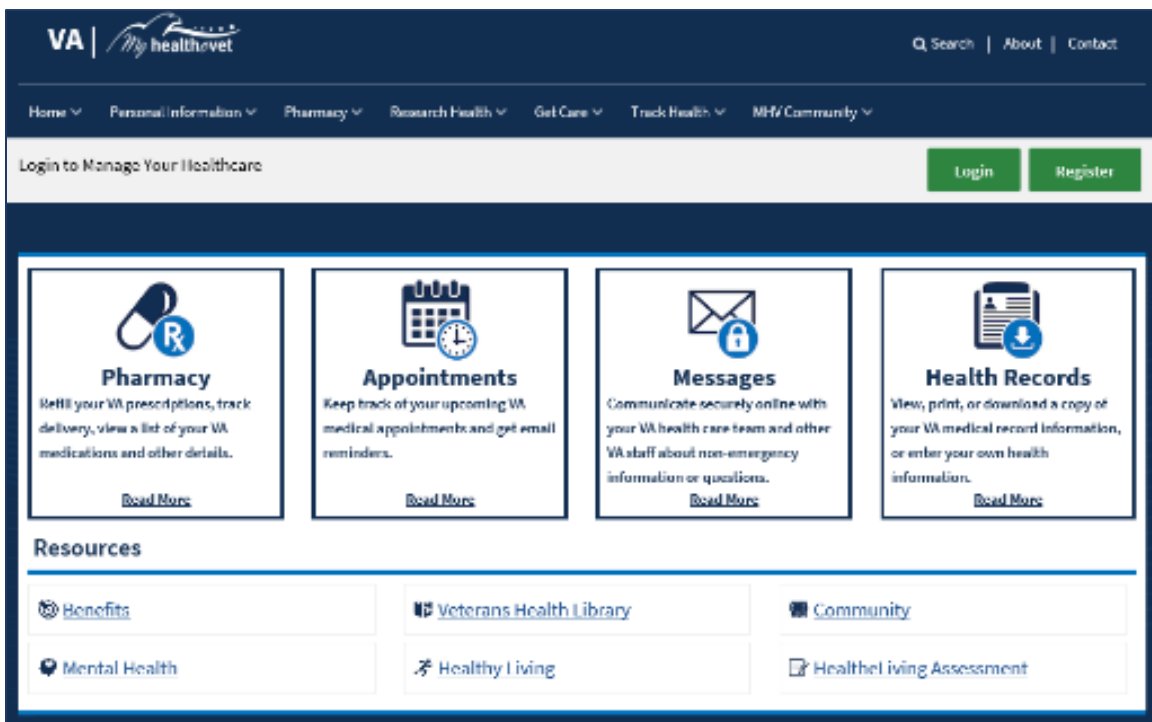 VA | My healthevet
Search | About | Contact
Home Personal Information Pharmacy Research Health Get Care Track Health MHV Community
Login to Manage Your Healthcare
Login Register
Rx
Pharmacy
Refill your VA prescriptions, track
delivery, view a list of your VA
medications and other details.
Read More
Appointments
Keep track of your upcoming VA
medical appointments and get email
reminders.
Read More
Messages
Communicate securely online with
your VA health care team and other
VA staff about non-emergency
information or questions.
Read More
Health Records
View, print, or download a copy of
your VA medical record information,
or enter your own health
information.
Read More
Resources
Benefits Veterans Health Library Community
Mental Health Healthy Living HealtheLiving Assessment